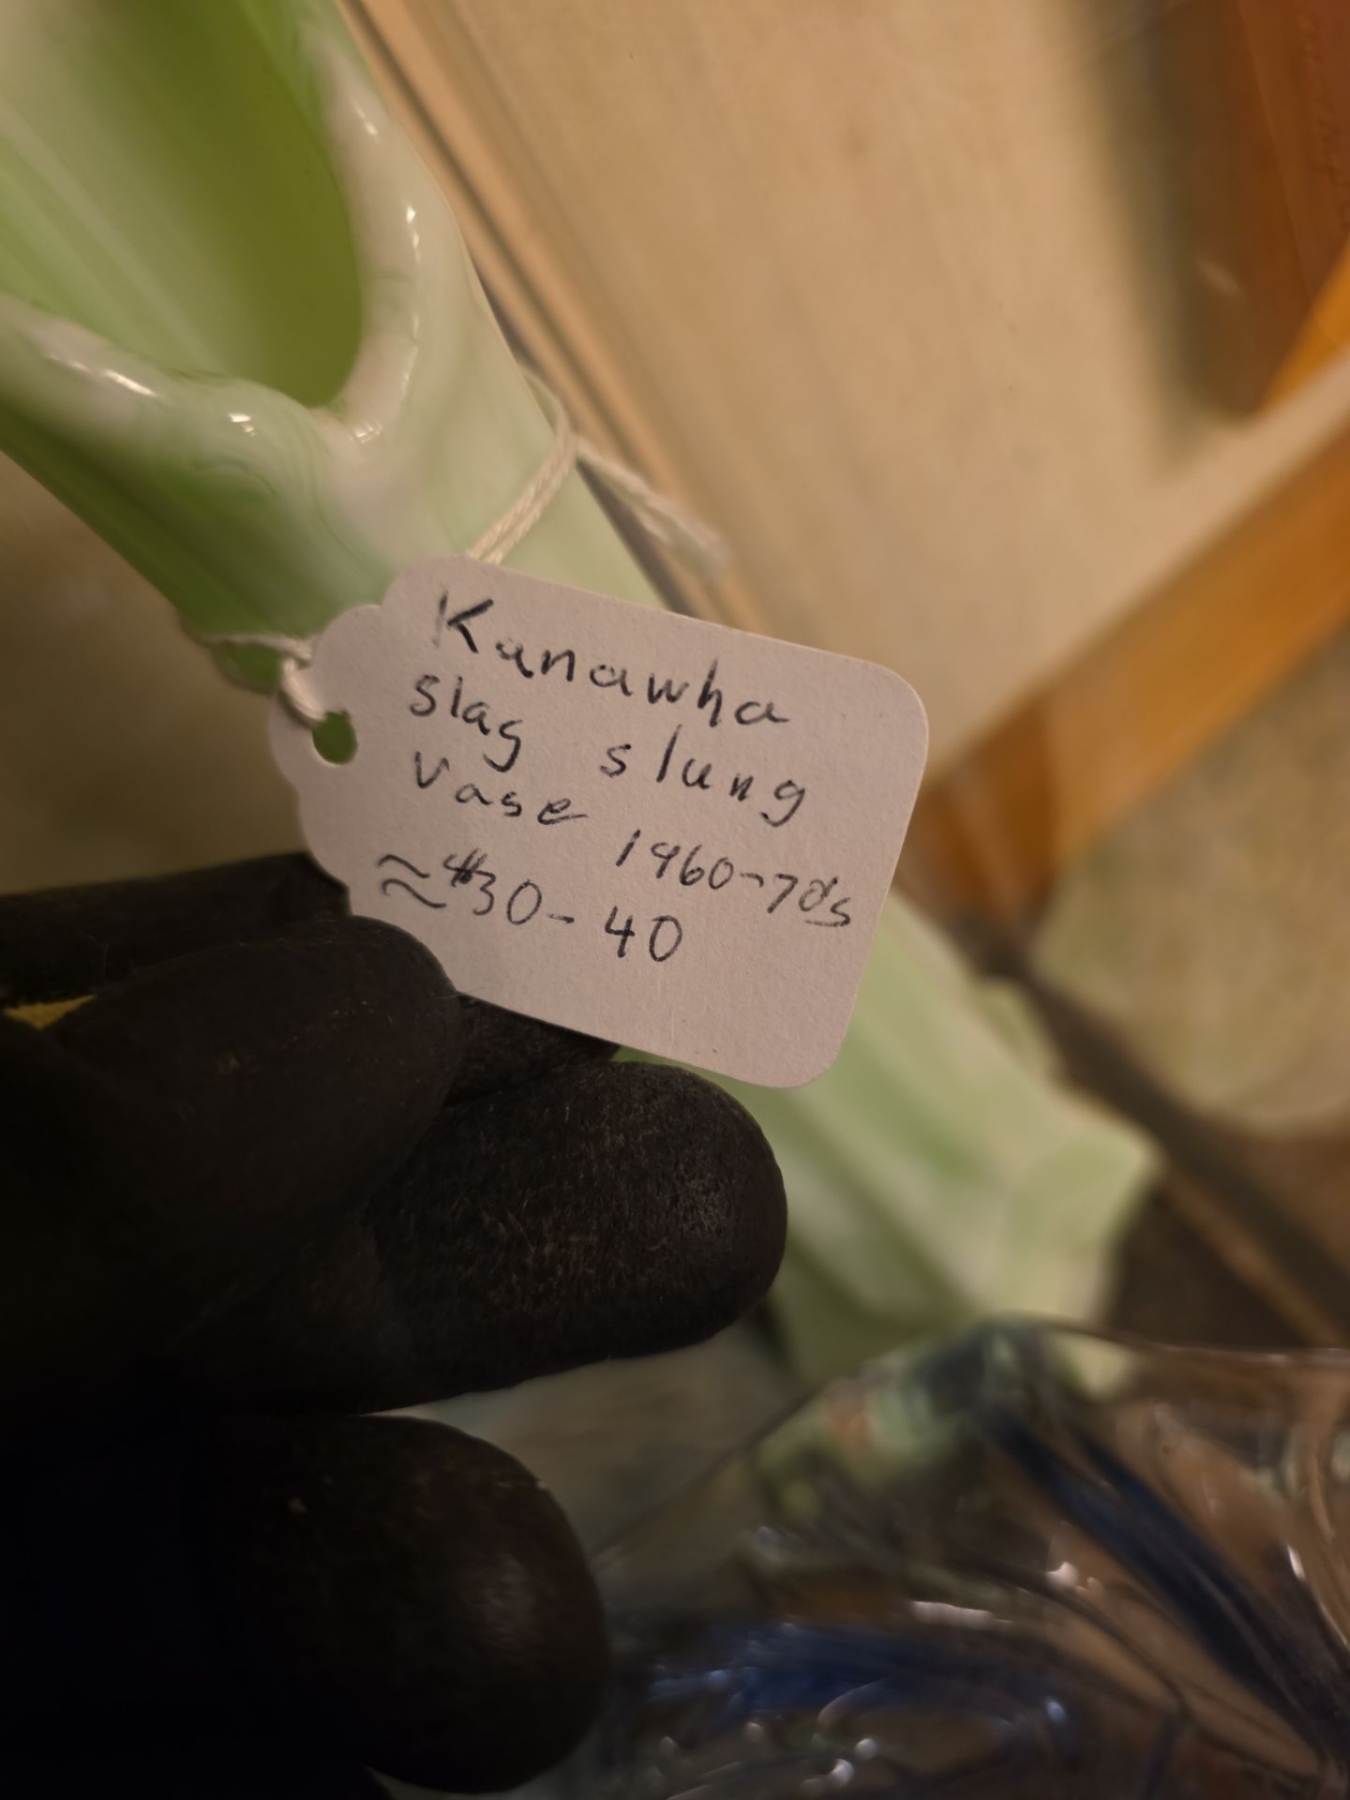 Kanawha
Slag slung
Vase 1960-70s
≈$30-40